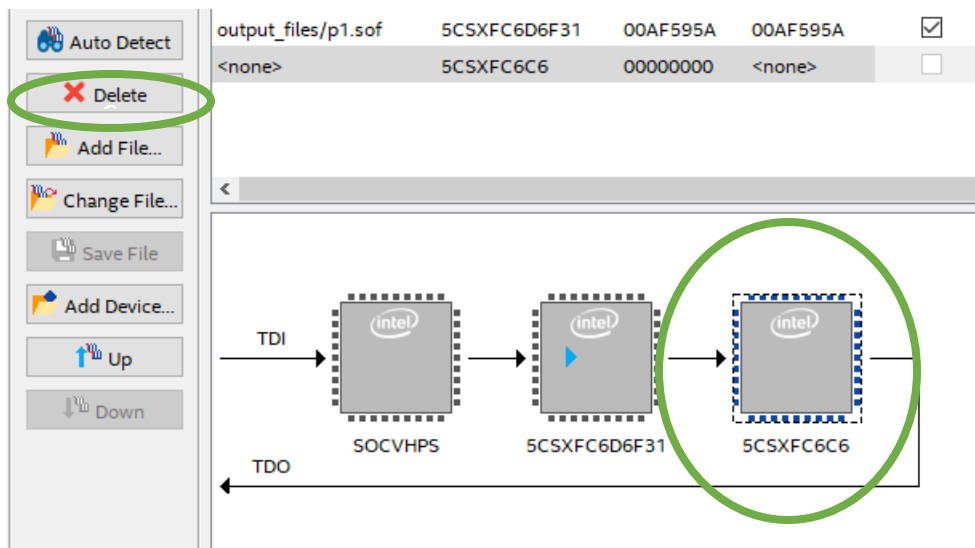 Auto Detect
Delete
Add File...
Change File...
Save File
Add Device...
Up
Down
output_files/p1.sof 5CSXFC6D6F31 00AF595A 00AF595A
<none> 5CSXFC6C6 00000000 <none>
TDI
intel
intel
intel
SOCVHPS
5CSXFC6D6F31
5CSXFC6C6
TDO